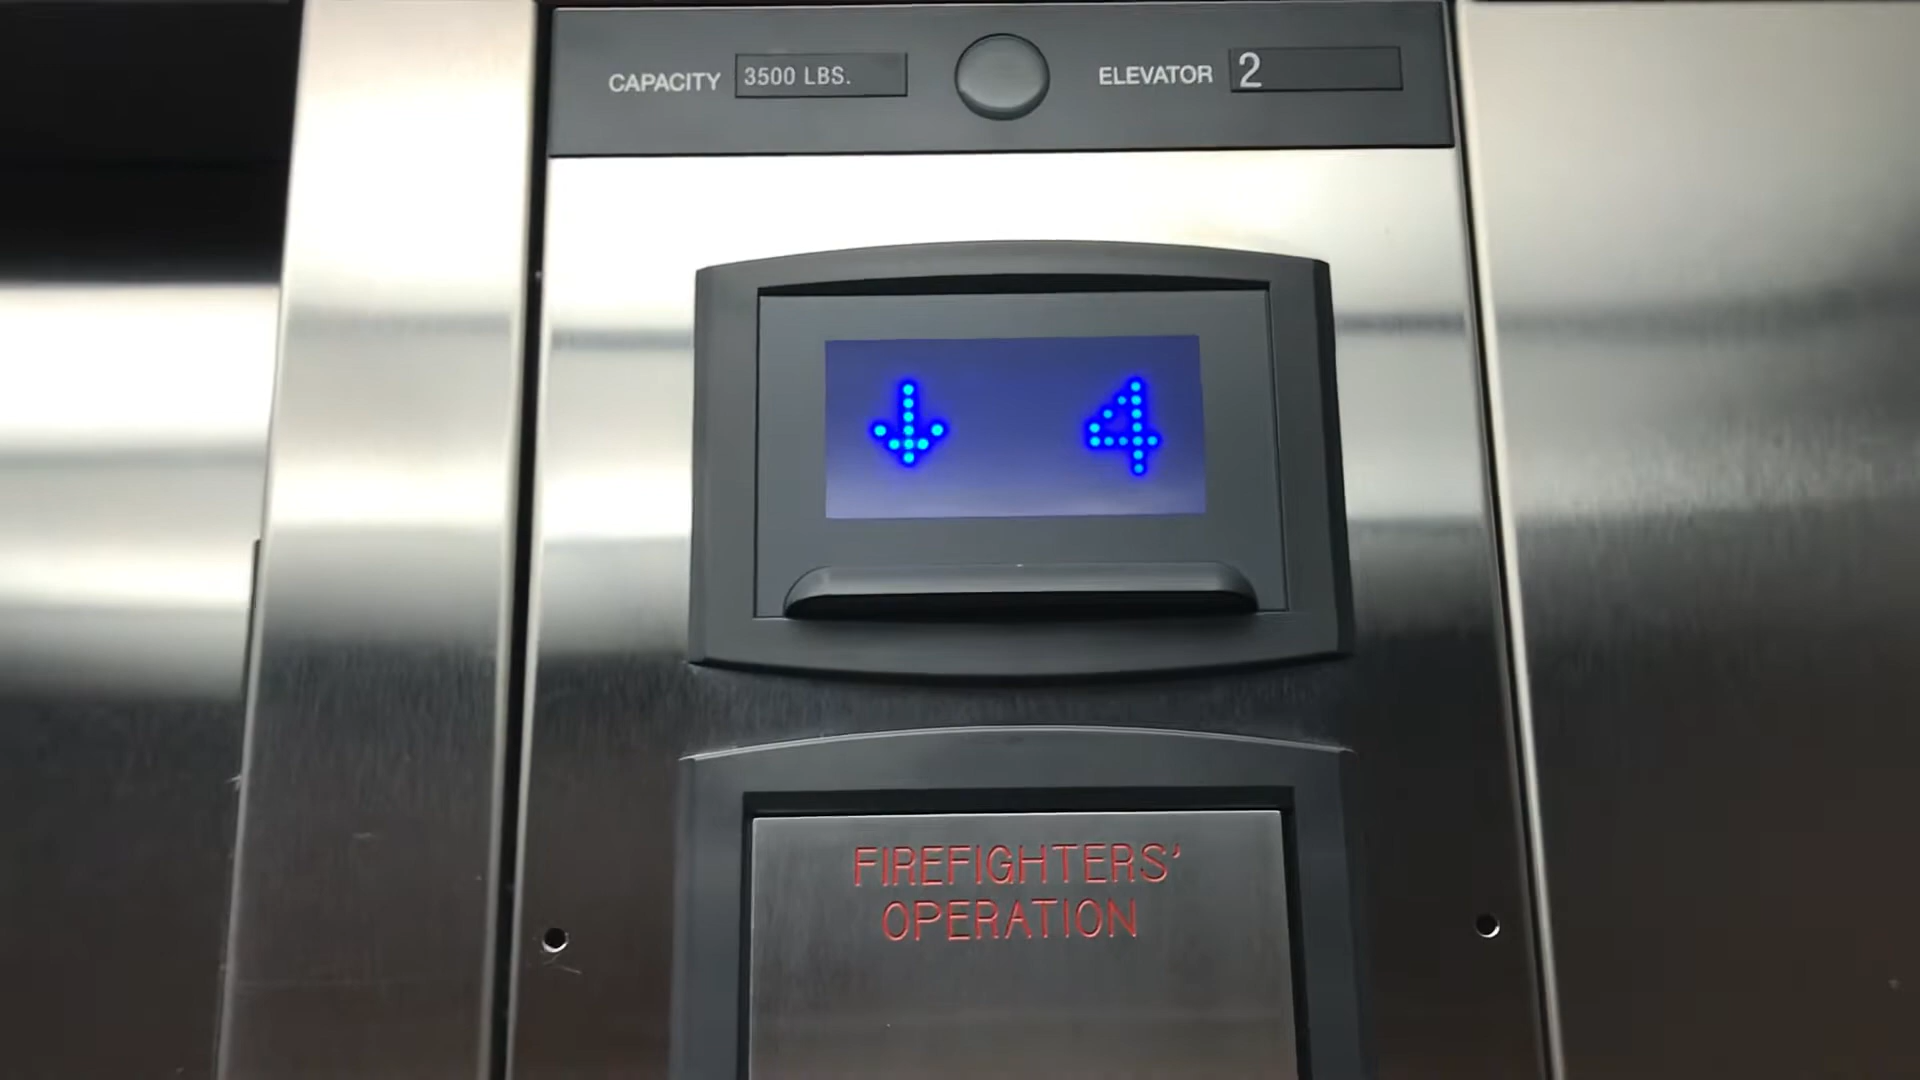 CAPACITY 3500 LBS. ELEVATOR 2
↓ 4
FIREFIGHTERS'
OPERATION